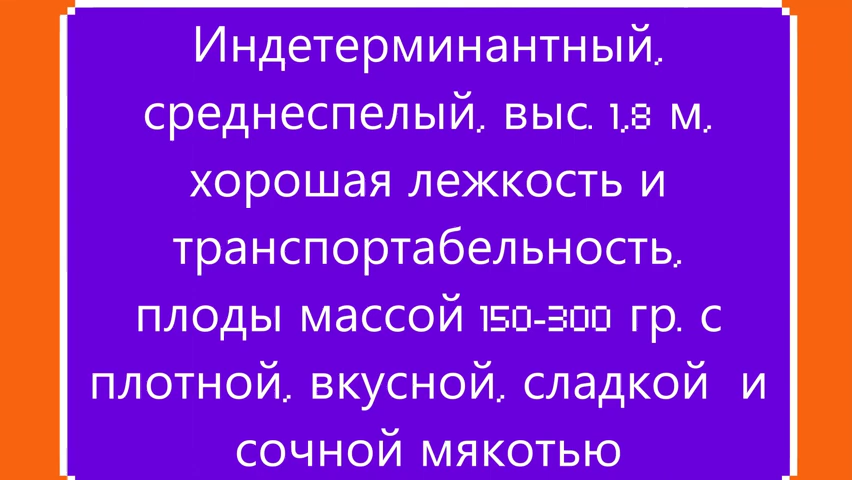 Индетерминантный,
среднеспелый, выс. 1,8 м,
хорошая лежкость и
транспортабельность,
плоды массой 150-300 гр. с
плотной, вкусной, сладкой и
сочной мякотью